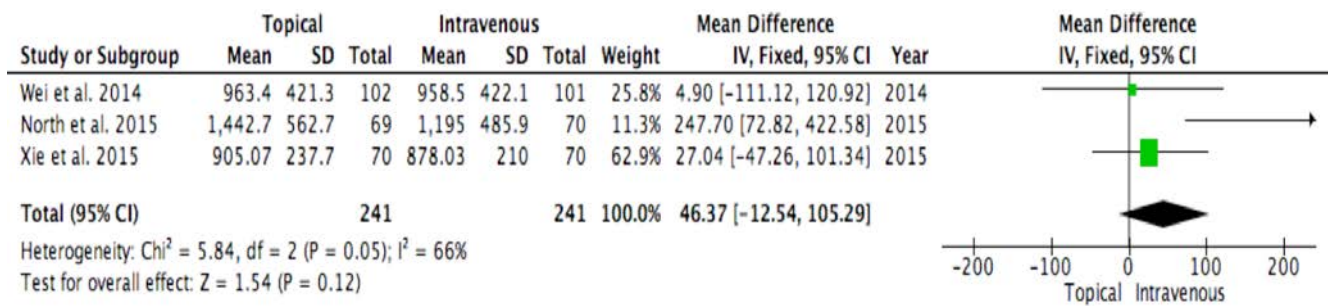 Topical Intravenous Mean Difference Mean Difference
Study or Subgroup Mean SD Total Mean SD Total Weight IV, Fixed, 95% CI Year IV, Fixed, 95% CI
Wei et al. 2014 963.4 421.3 102 958.5 422.1 101 25.8% 4.90 [-111.12, 120.92] 2014
North et al. 2015 1,442.7 562.7 69 1,195 485.9 70 11.3% 247.70 [72.82, 422.58] 2015
Xie et al. 2015 905.07 237.7 70 878.03 210 70 62.9% 27.04 [-47.26, 101.34] 2015
Total (95% CI) 241 241 100.0% 46.37 [-12.54, 105.29]
Heterogeneity: Chi² = 5.84, df = 2 (P = 0.05); I² = 66%
Test for overall effect: Z = 1.54 (P = 0.12)
-200 -100 0 100 200
Topical Intravenous